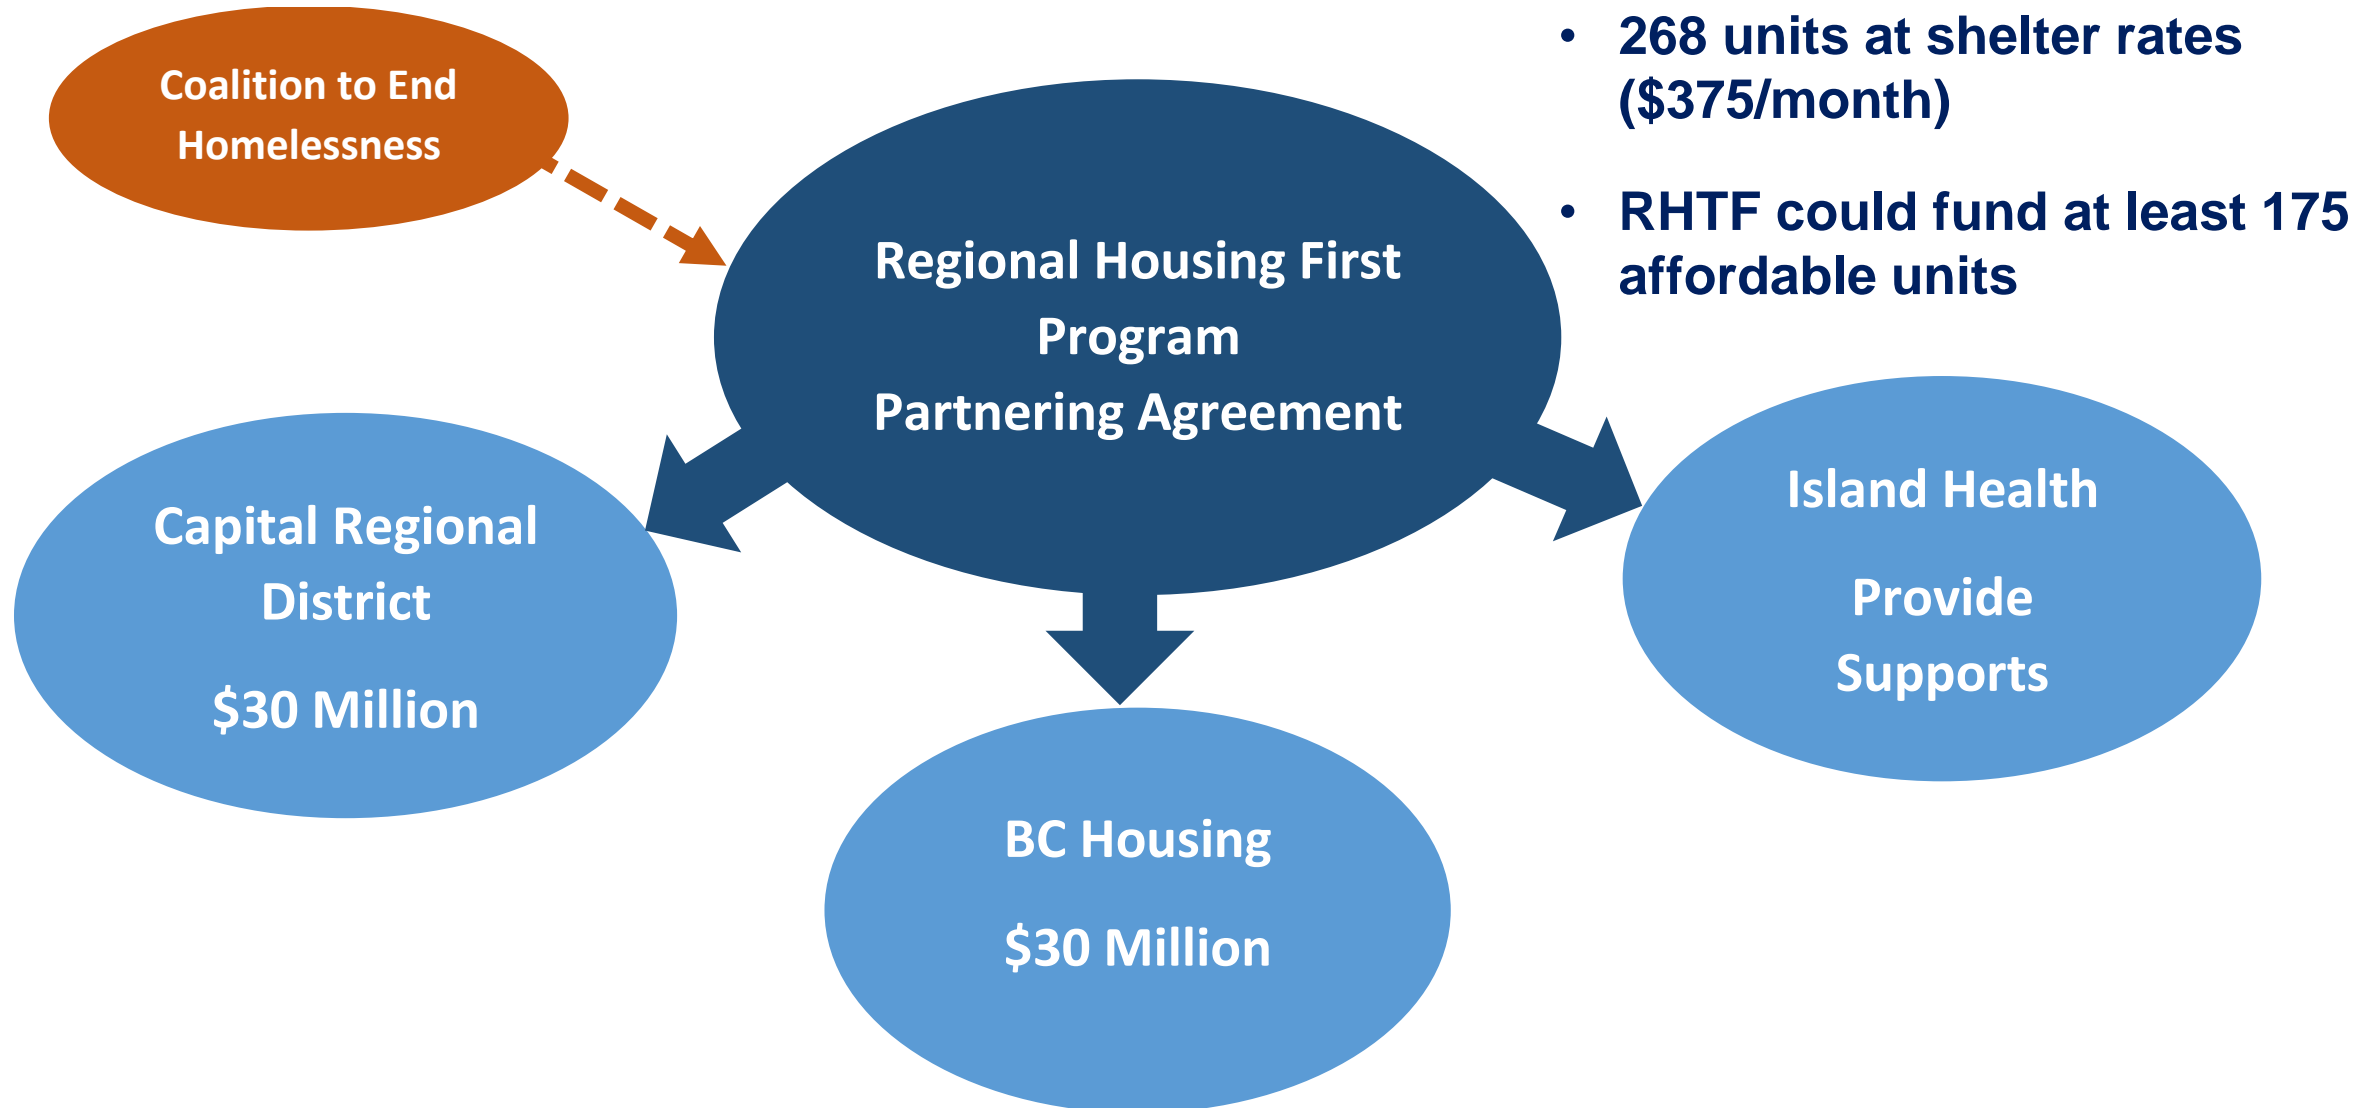 Coalition to End
Homelessness
Regional Housing First
Program
Partnering Agreement
• 268 units at shelter rates
($375/month)
• RHTF could fund at least 175
affordable units
Capital Regional
District
$30 Million
BC Housing
$30 Million
Island Health
Provide
Supports